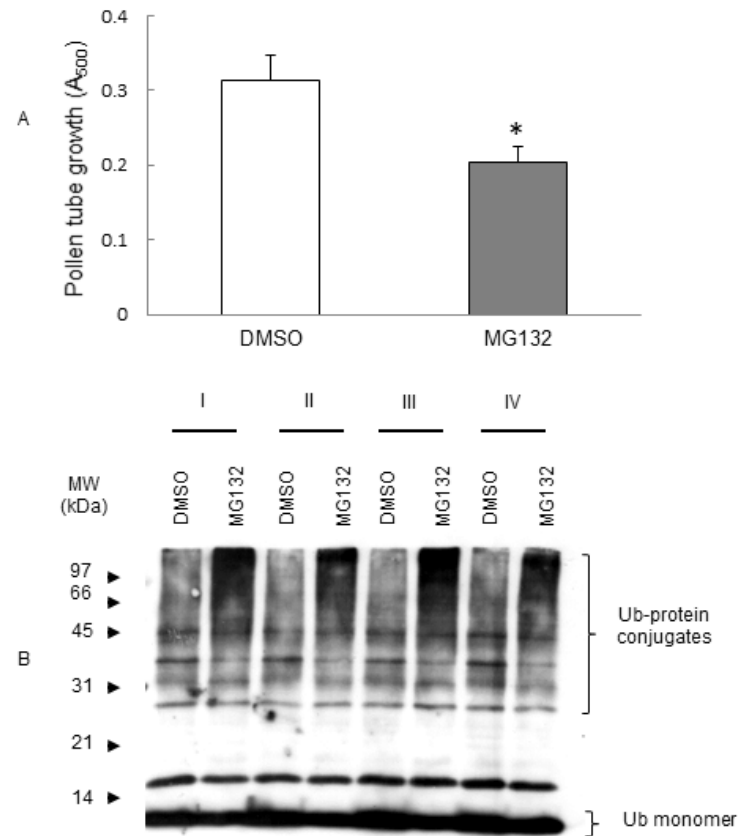 A
Pollen tube growth (A500)
0.4
0.3
0.2
0.1
0
*
DMSO
MG132
B
I
II
III
IV
MW
(kDa)
DMSO
MG132
DMSO
MG132
DMSO
MG132
DMSO
MG132
97
66
45
31
21
14
Ub-protein
conjugates
Ub monomer